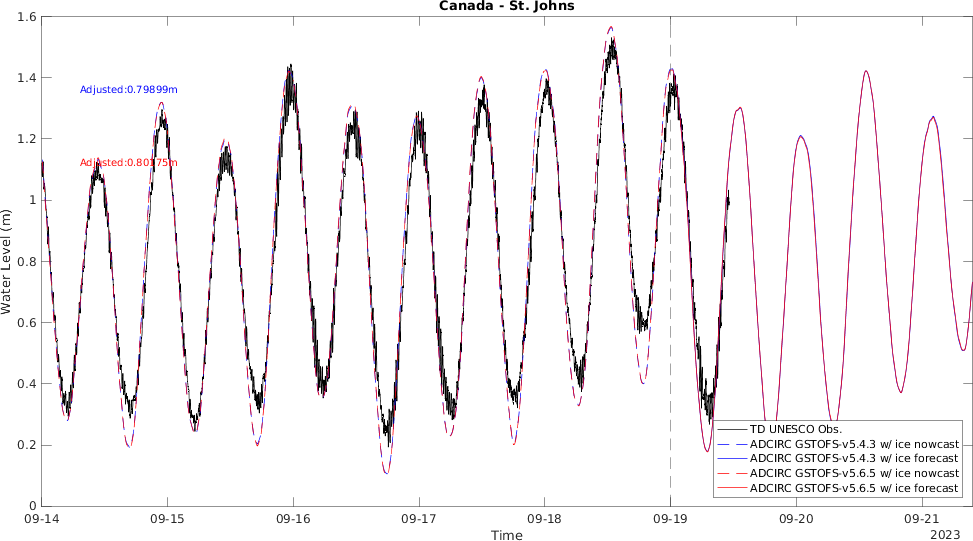 Canada - St. Johns
1.6
1.4
1.2
1
0.8
0.6
0.4
0.2
0
Water Level (m)
Adjusted:0.79899m
Adjusted:0.80175m
TD UNESCO Obs.
ADCIRC GSTOFS-v5.4.3 w/ ice nowcast
ADCIRC GSTOFS-v5.4.3 w/ ice forecast
ADCIRC GSTOFS-v5.6.5 w/ ice nowcast
ADCIRC GSTOFS-v5.6.5 w/ ice forecast
09-14 09-15 09-16 09-17 09-18 09-19 09-20 09-21
Time
2023